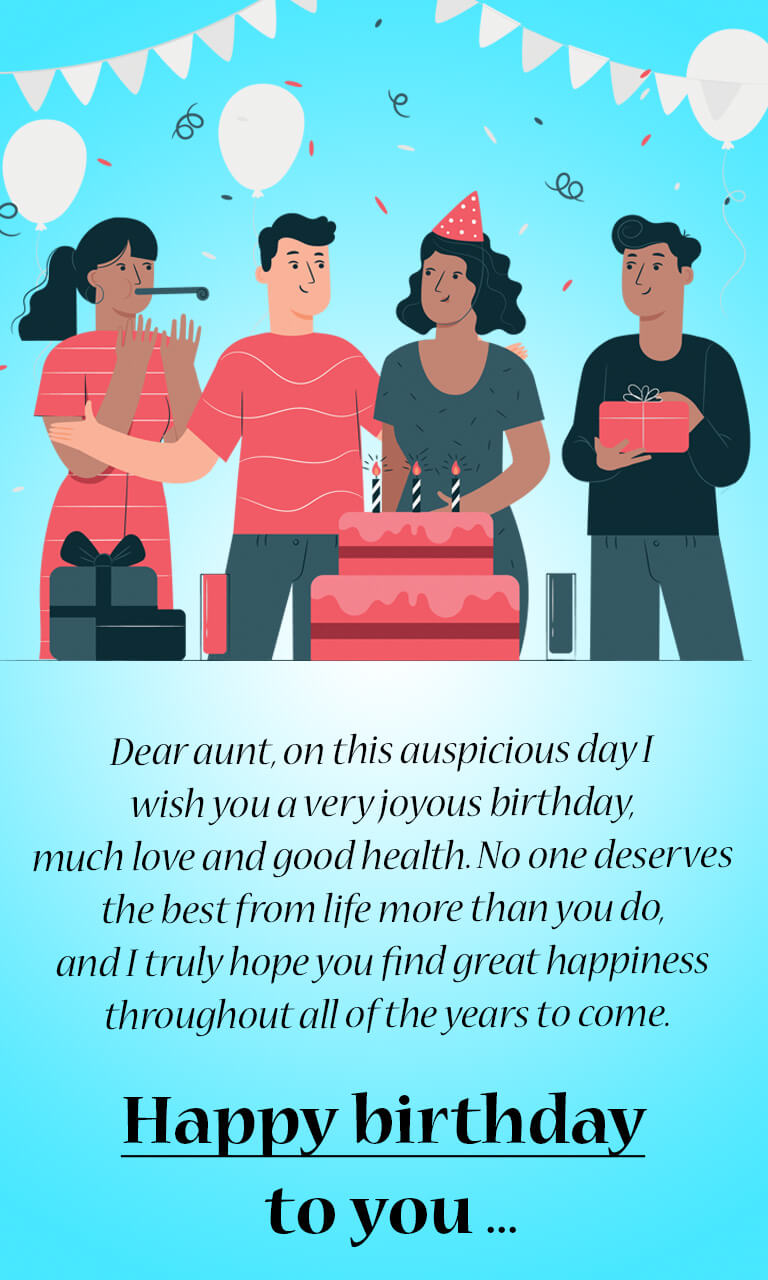 Dear aunt, on this auspicious day I
wish you a very joyous birthday,
much love and good health. No one deserves
the best from life more than you do,
and I truly hope you find great happiness
throughout all of the years to come.
Happy birthday
to you ...